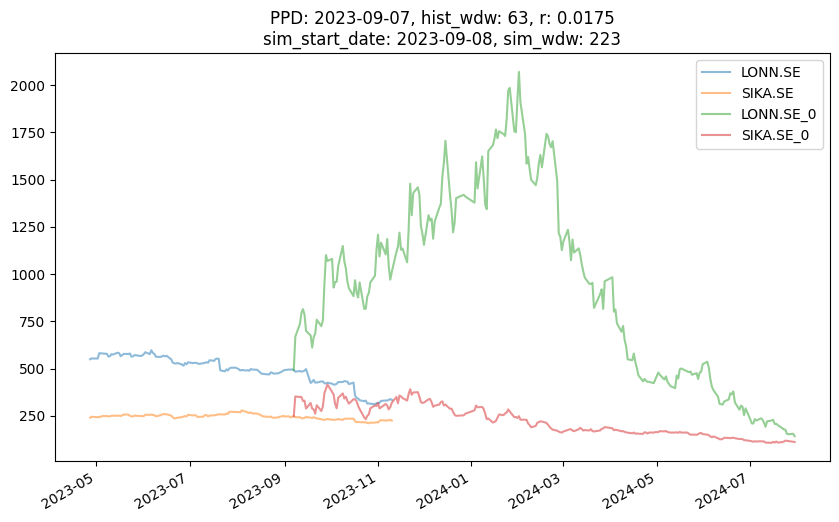 PPD: 2023-09-07, hist_wdw: 63, r: 0.0175
sim_start_date: 2023-09-08, sim_wdw: 223
LONN.SE
SIKA.SE
LONN.SE_0
SIKA.SE_0
2000
1750
1500
1250
1000
750
500
250
2023-05
2023-07
2023-09
2023-11
2024-01
2024-03
2024-05
2024-07